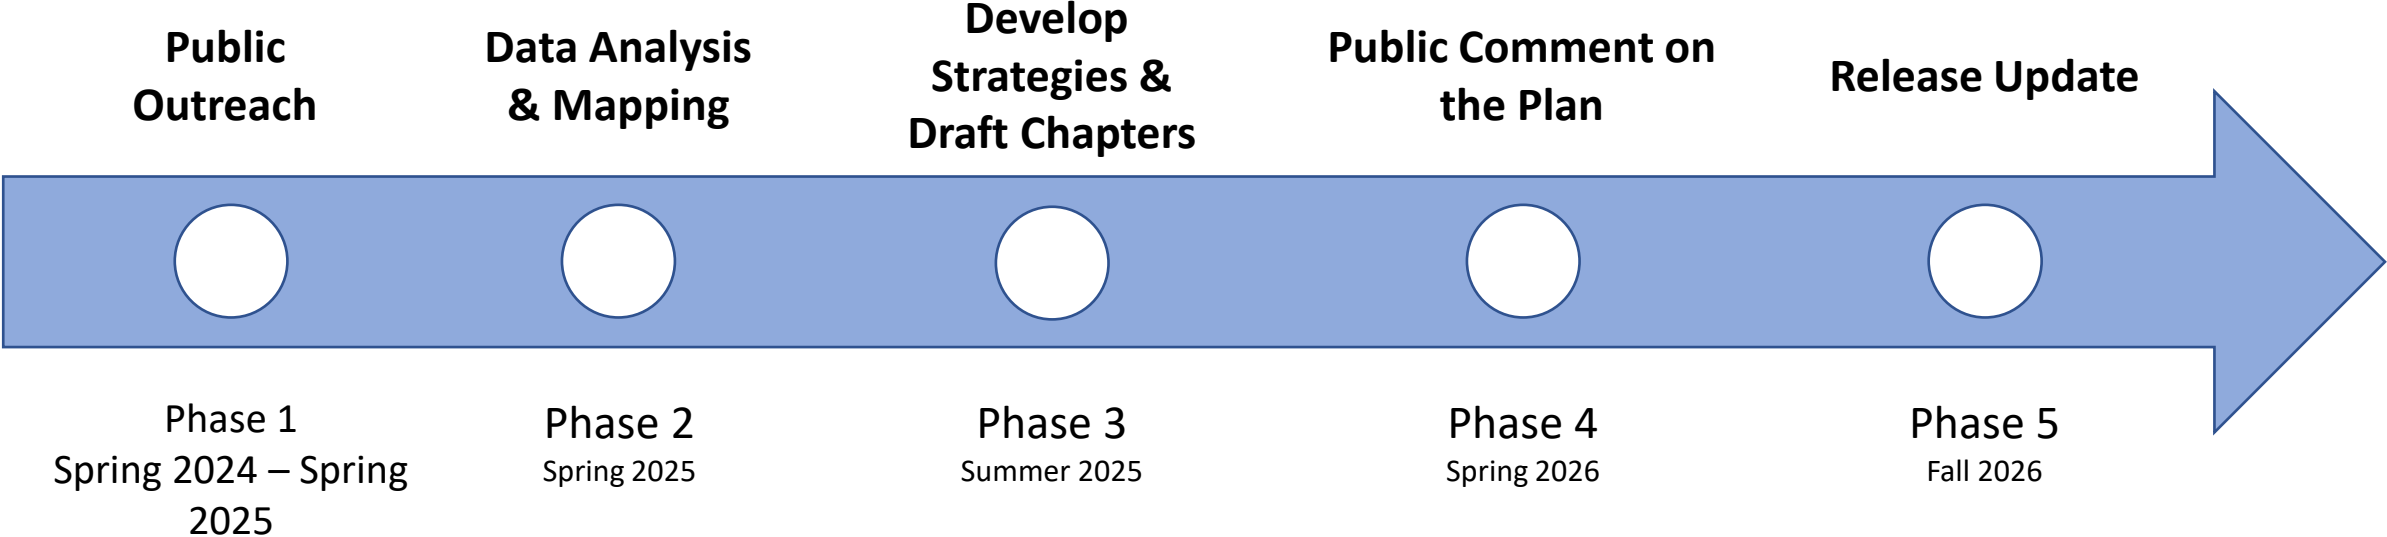 Public
Outreach
Data Analysis
& Mapping
Develop
Strategies &
Draft Chapters
Public Comment on
the Plan
Release Update
Phase 1
Spring 2024 – Spring
2025
Phase 2
Spring 2025
Phase 3
Summer 2025
Phase 4
Spring 2026
Phase 5
Fall 2026